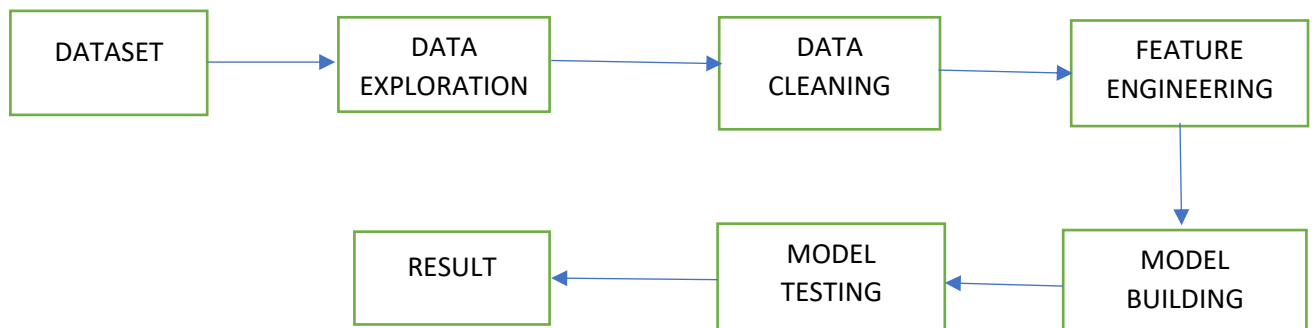 DATASET
DATA
EXPLORATION
DATA
CLEANING
FEATURE
ENGINEERING
MODEL
BUILDING
MODEL
TESTING
RESULT